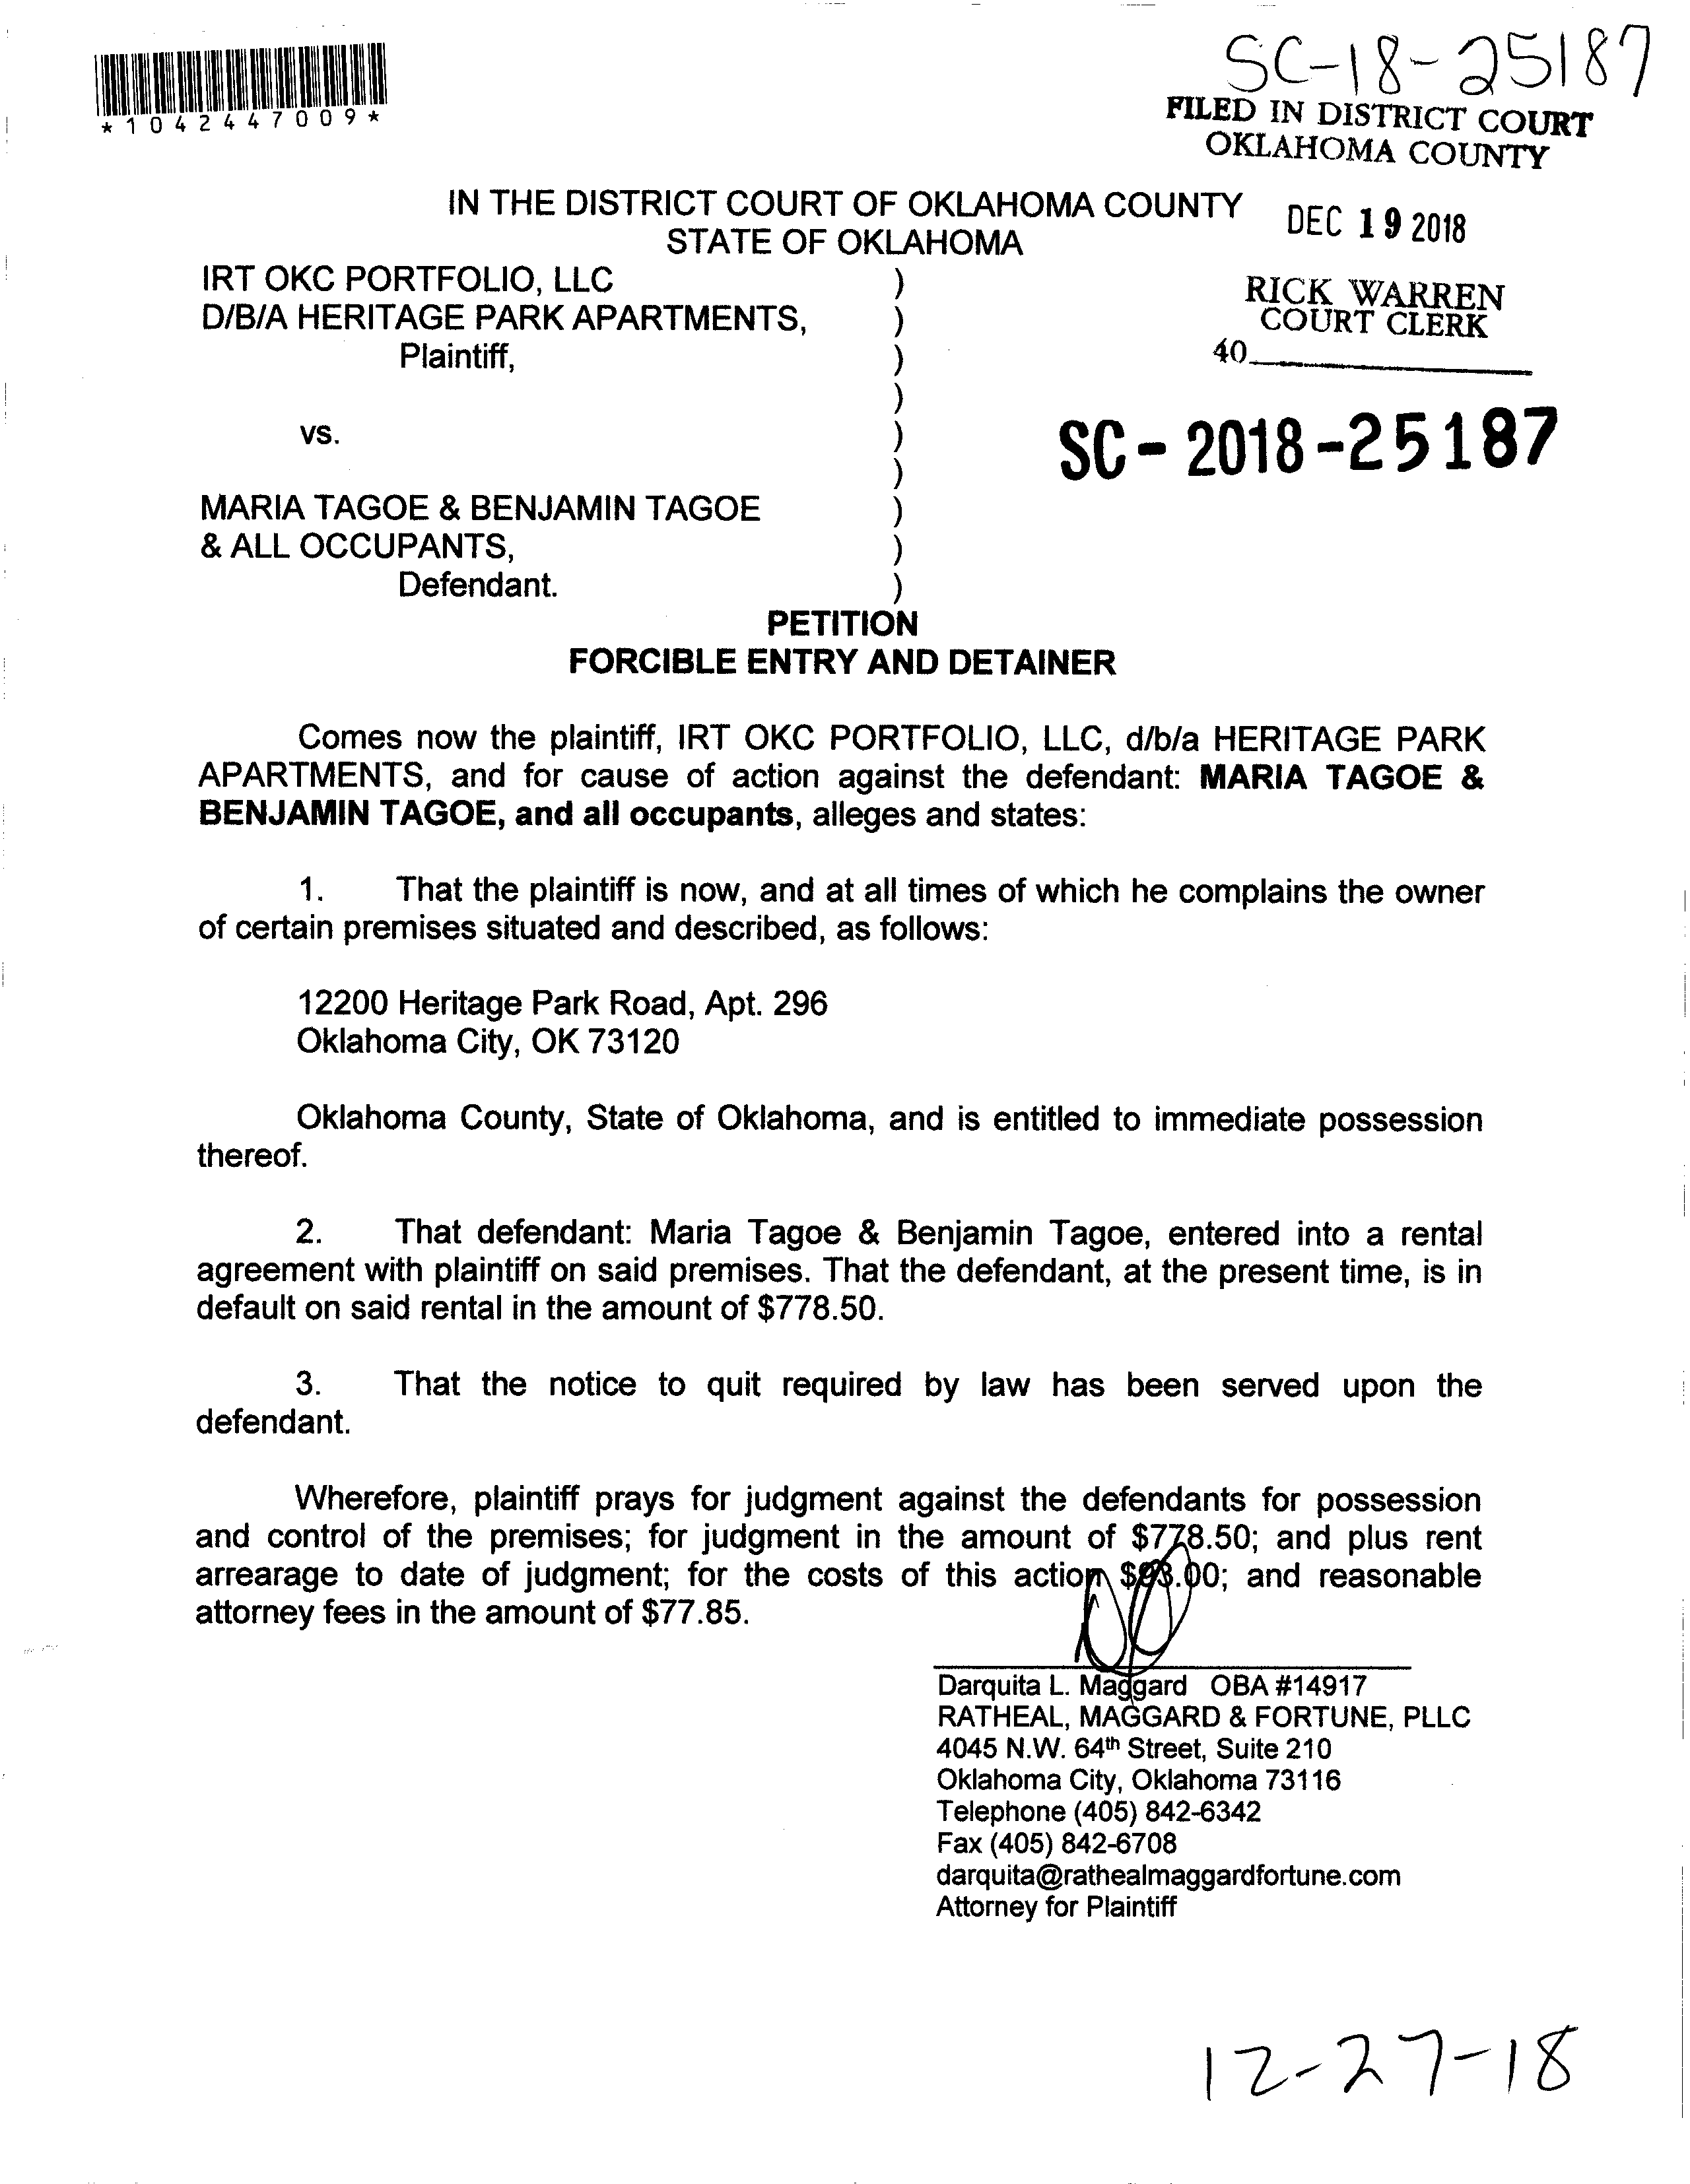 SC-18-25187
*1042447009*
FILED IN DISTRICT COURT
OKLAHOMA COUNTY
IN THE DISTRICT COURT OF OKLAHOMA COUNTY
STATE OF OKLAHOMA
DEC 19 2018
IRT OKC PORTFOLIO, LLC )
D/B/A HERITAGE PARK APARTMENTS, )
Plaintiff, )
)
vs. )
)
MARIA TAGOE & BENJAMIN TAGOE )
& ALL OCCUPANTS, )
Defendant. )
RICK WARREN
COURT CLERK
40
SC-2018-25187
PETITION
FORCIBLE ENTRY AND DETAINER
Comes now the plaintiff, IRT OKC PORTFOLIO, LLC, d/b/a HERITAGE PARK
APARTMENTS, and for cause of action against the defendant: MARIA TAGOE &
BENJAMIN TAGOE, and all occupants, alleges and states:
1. That the plaintiff is now, and at all times of which he complains the owner
of certain premises situated and described, as follows:
12200 Heritage Park Road, Apt. 296
Oklahoma City, OK 73120
Oklahoma County, State of Oklahoma, and is entitled to immediate possession
thereof.
2. That defendant: Maria Tagoe & Benjamin Tagoe, entered into a rental
agreement with plaintiff on said premises. That the defendant, at the present time, is in
default on said rental in the amount of $778.50.
3. That the notice to quit required by law has been served upon the
defendant.
Wherefore, plaintiff prays for judgment against the defendants for possession
and control of the premises; for judgment in the amount of $778.50; and plus rent
arrearage to date of judgment; for the costs of this action and reasonable
attorney fees in the amount of $77.85.
Darquita L. Maggard OBA #14917
RATHEAL, MAGGARD & FORTUNE, PLLC
4045 N.W. 64th Street, Suite 210
Oklahoma City, Oklahoma 73116
Telephone (405) 842-6342
Fax (405) 842-6708
darquita@rathealmaggardfortune.com
Attorney for Plaintiff
12-27-18